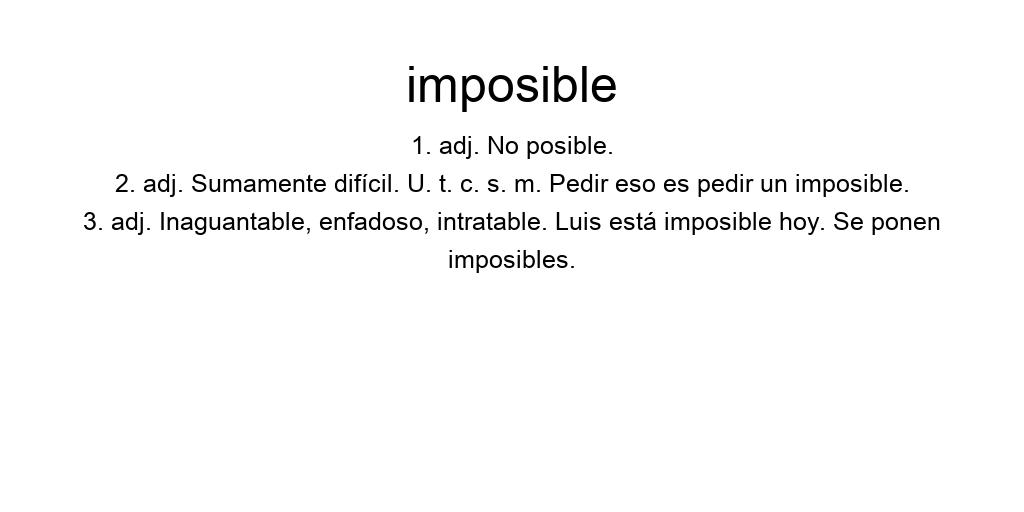 imposible
1. adj. No posible.
2. adj. Sumamente difícil. U. t. c. s. m. Pedir eso es pedir un imposible.
3. adj. Inaguantable, enfadoso, intratable. Luis está imposible hoy. Se ponen
imposibles.